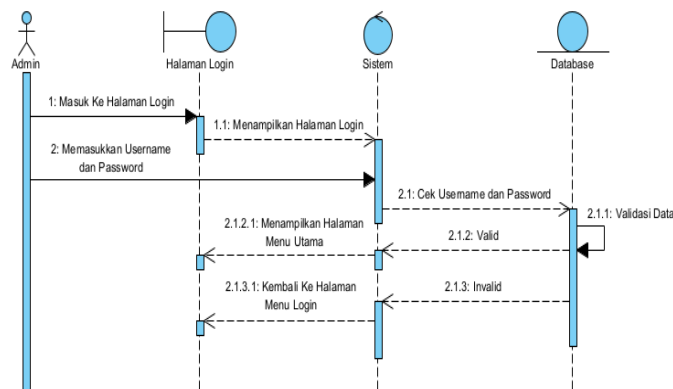 Admin
Halaman Login
Sistem
Database
1: Masuk Ke Halaman Login
1.1: Menampilkan Halaman Login
2: Memasukkan Username
dan Password
2.1: Cek Username dan Password
2.1.1: Validasi Data
2.1.2: Valid
2.1.2.1: Menampilkan Halaman
Menu Utama
2.1.3: Invalid
2.1.3.1: Kembali Ke Halaman
Menu Login